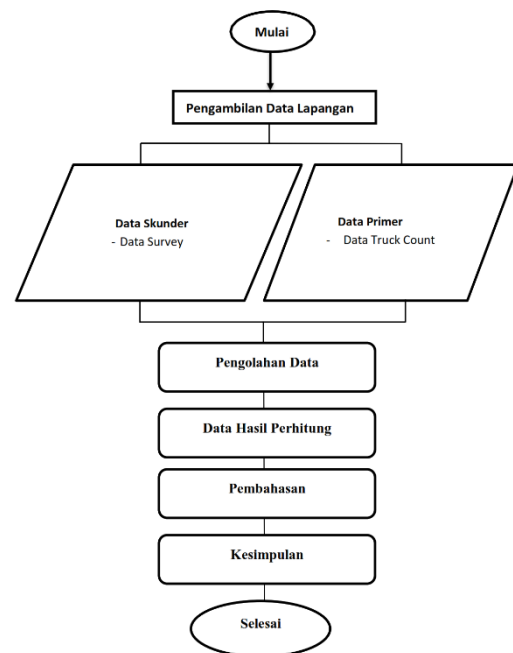 Mulai
Pengambilan Data Lapangan
Data Skunder
- Data Survey
Data Primer
- Data Truck Count
Pengolahan Data
Data Hasil Perhitung
Pembahasan
Kesimpulan
Selesai